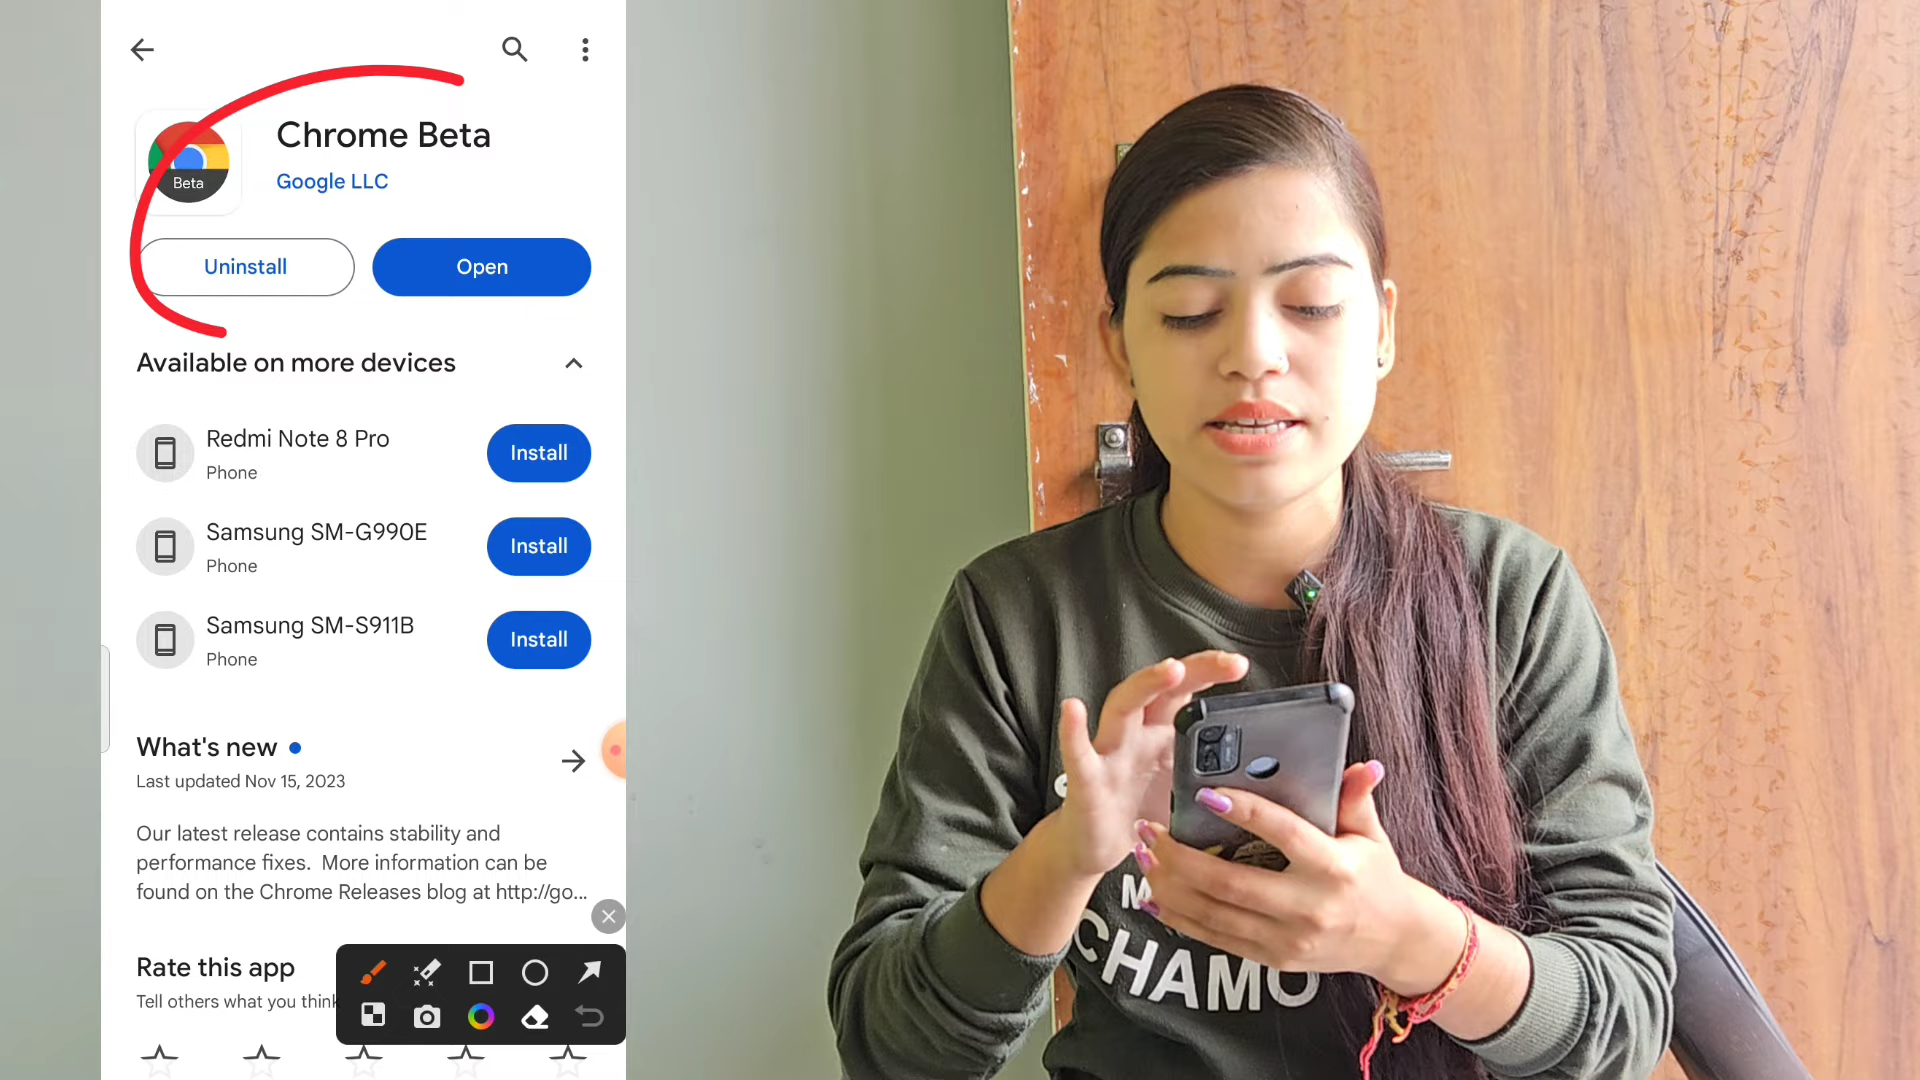 Chrome Beta
Google LLC
Beta
Uninstall
Open
Available on more devices
Redmi Note 8 Pro
Phone
Install
Samsung SM-G990E
Phone
Install
Samsung SM-S911B
Phone
Install
What's new
Last updated Nov 15, 2023
Our latest release contains stability and
performance fixes. More information can be
found on the Chrome Releases blog at http://go...
Rate this app
Tell others what you think
CHAMO